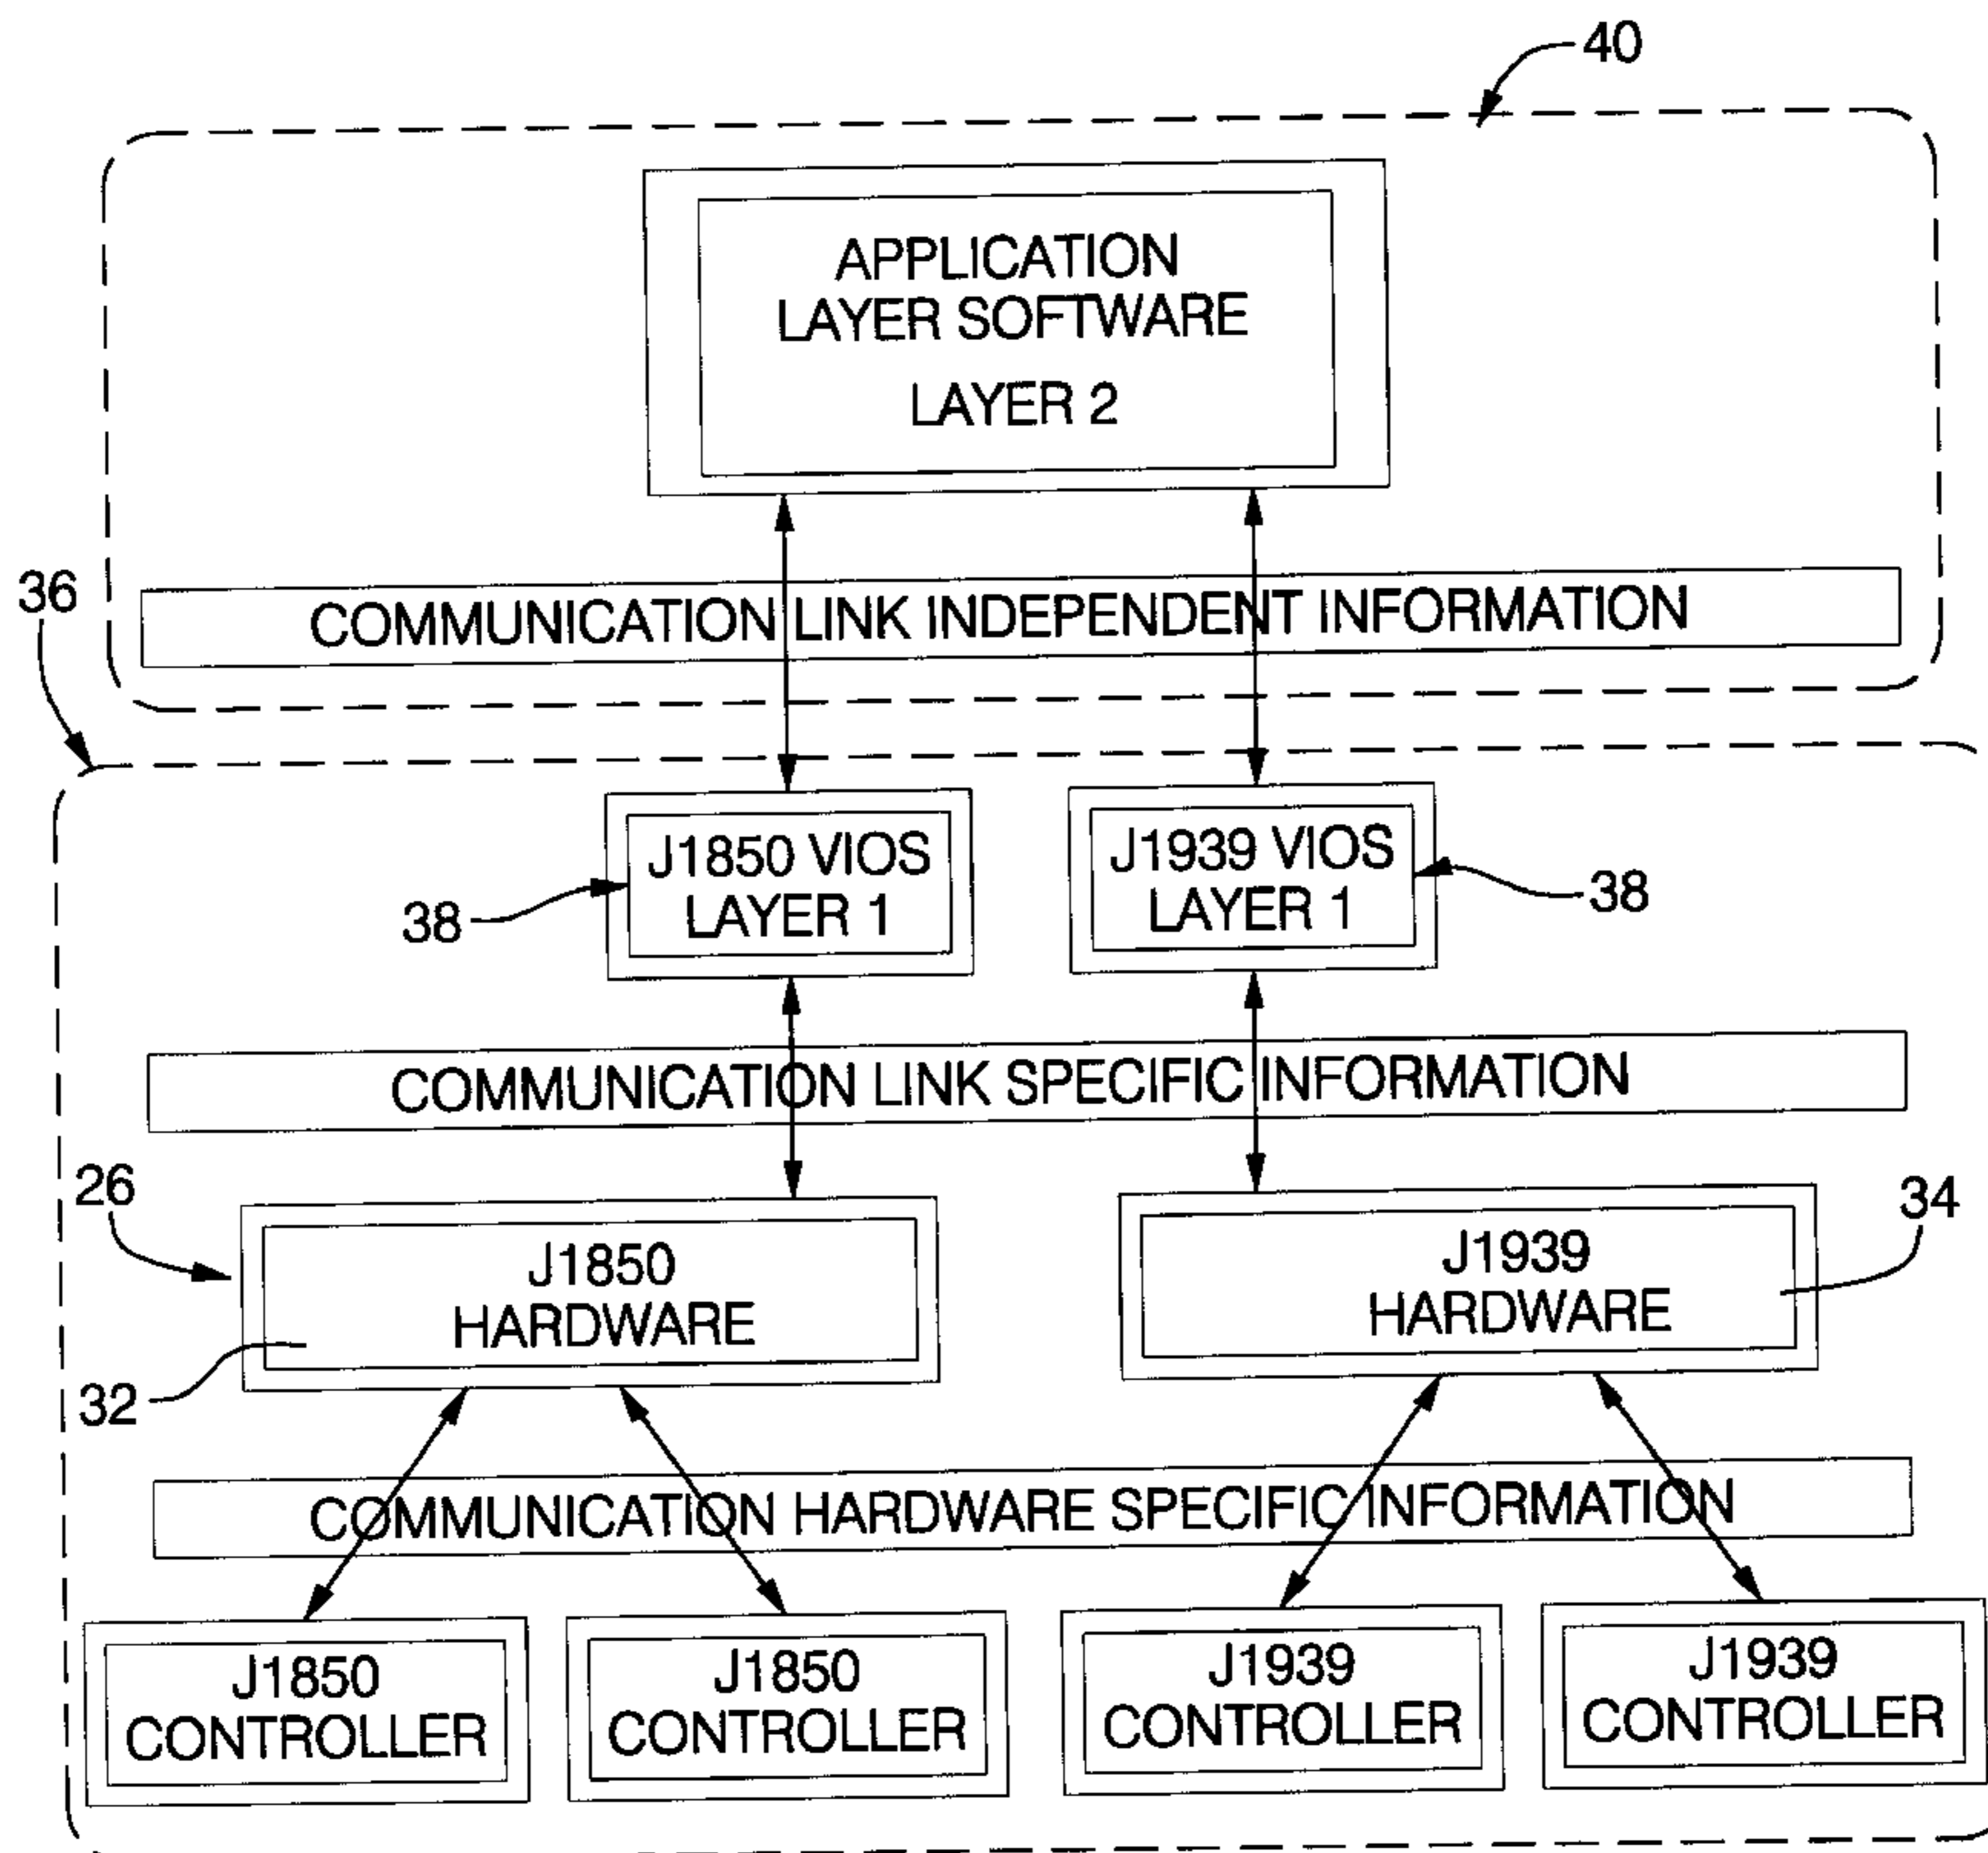 40
APPLICATION
LAYER SOFTWARE
LAYER 2
36
COMMUNICATION LINK INDEPENDENT INFORMATION
J1850 VIOS
LAYER 1
38
J1939 VIOS
LAYER 1
38
COMMUNICATION LINK SPECIFIC INFORMATION
26
J1850
HARDWARE
32
J1939
HARDWARE
34
COMMUNICATION HARDWARE SPECIFIC INFORMATION
J1850
CONTROLLER
J1850
CONTROLLER
J1939
CONTROLLER
J1939
CONTROLLER